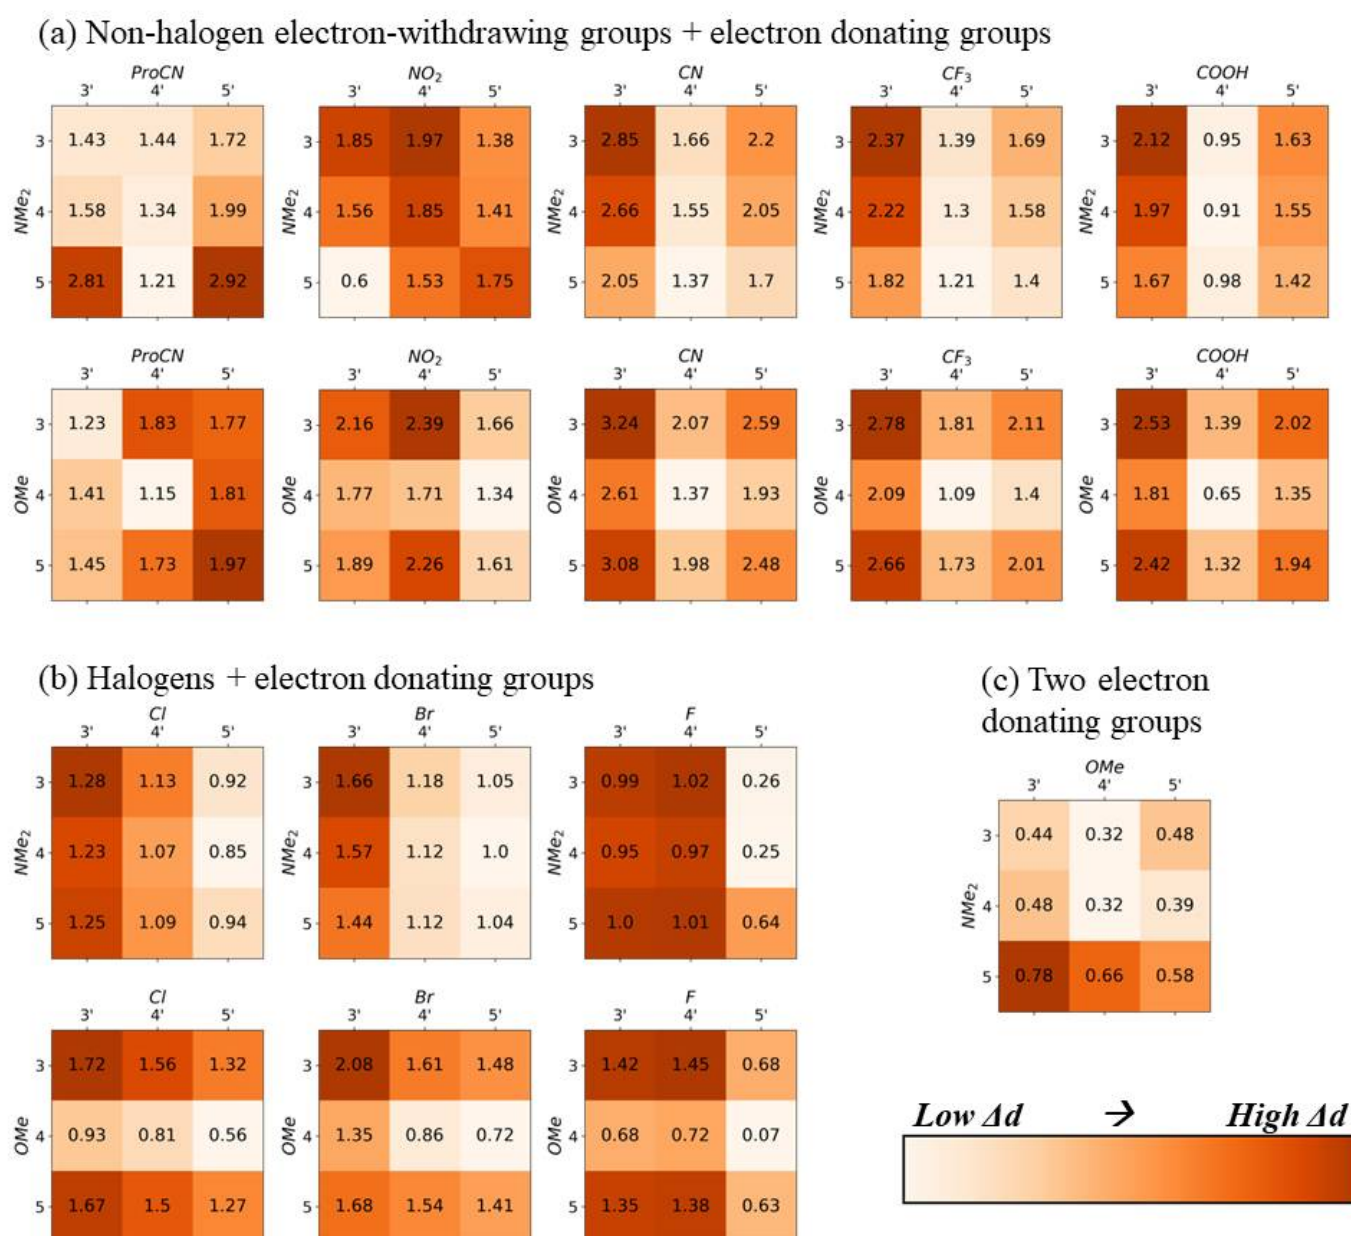 (a) Non-halogen electron-withdrawing groups + electron donating groups
ProCN NO2 CN CF3 COOH
3' 4' 5' 3' 4' 5' 3' 4' 5' 3' 4' 5' 3' 4' 5'
3 1.43 1.44 1.72 3 1.85 1.97 1.38 3 2.85 1.66 2.2 3 2.37 1.39 1.69 3 2.12 0.95 1.63
NMe2 4 1.58 1.34 1.99 NMe2 4 1.56 1.85 1.41 NMe2 4 2.66 1.55 2.05 NMe2 4 2.22 1.3 1.58 NMe2 4 1.97 0.91 1.55
5 2.81 1.21 2.92 5 0.6 1.53 1.75 5 2.05 1.37 1.7 5 1.82 1.21 1.4 5 1.67 0.98 1.42
ProCN NO2 CN CF3 COOH
3' 4' 5' 3' 4' 5' 3' 4' 5' 3' 4' 5' 3' 4' 5'
3 1.23 1.83 1.77 3 2.16 2.39 1.66 3 3.24 2.07 2.59 3 2.78 1.81 2.11 3 2.53 1.39 2.02
OMe 4 1.41 1.15 1.81 OMe 4 1.77 1.71 1.34 OMe 4 2.61 1.37 1.93 OMe 4 2.09 1.09 1.4 OMe 4 1.81 0.65 1.35
5 1.45 1.73 1.97 5 1.89 2.26 1.61 5 3.08 1.98 2.48 5 2.66 1.73 2.01 5 2.42 1.32 1.94
(b) Halogens + electron donating groups
Cl Br F
3' 4' 5' 3' 4' 5' 3' 4' 5'
3 1.28 1.13 0.92 3 1.66 1.18 1.05 3 0.99 1.02 0.26
NMe2 4 1.23 1.07 0.85 NMe2 4 1.57 1.12 1.0 NMe2 4 0.95 0.97 0.25
5 1.25 1.09 0.94 5 1.44 1.12 1.04 5 1.0 1.01 0.64
Cl Br F
3' 4' 5' 3' 4' 5' 3' 4' 5'
3 1.72 1.56 1.32 3 2.08 1.61 1.48 3 1.42 1.45 0.68
OMe 4 0.93 0.81 0.56 OMe 4 1.35 0.86 0.72 OMe 4 0.68 0.72 0.07
5 1.67 1.5 1.27 5 1.68 1.54 1.41 5 1.35 1.38 0.63
(c) Two electron
donating groups
OMe
3' 4' 5'
3 0.44 0.32 0.48
NMe2 4 0.48 0.32 0.39
5 0.78 0.66 0.58
Low Δd → High Δd